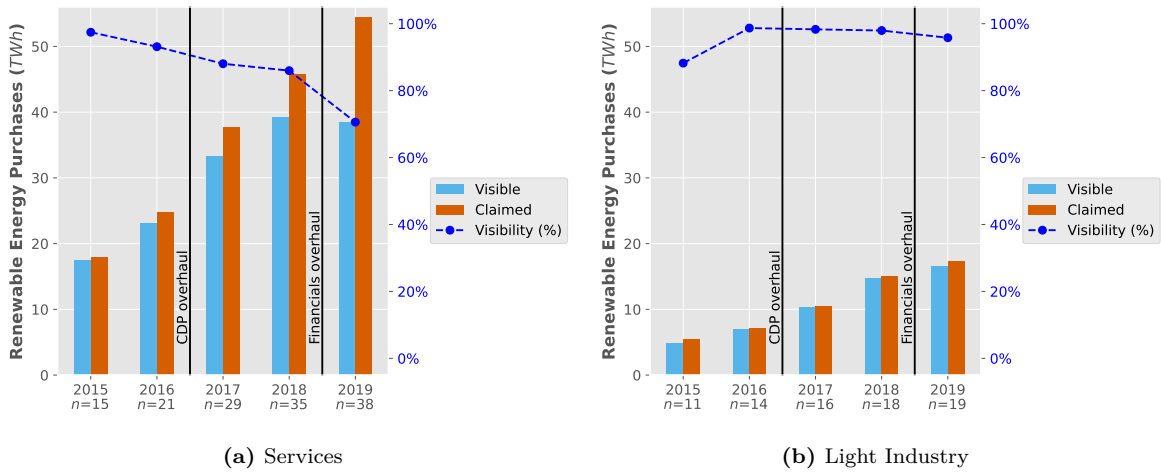 Renewable Energy Purchases (TWh)
50
40
30
20
10
0
100%
80%
60%
40%
20%
0%
CDP overhaul
Financials overhaul
2015
n=15
2016
n=21
2017
n=29
2018
n=35
2019
n=38
Visible
Claimed
Visibility (%)
(a) Services
Renewable Energy Purchases (TWh)
50
40
30
20
10
0
100%
80%
60%
40%
20%
0%
CDP overhaul
Financials overhaul
2015
n=11
2016
n=14
2017
n=16
2018
n=18
2019
n=19
Visible
Claimed
Visibility (%)
(b) Light Industry